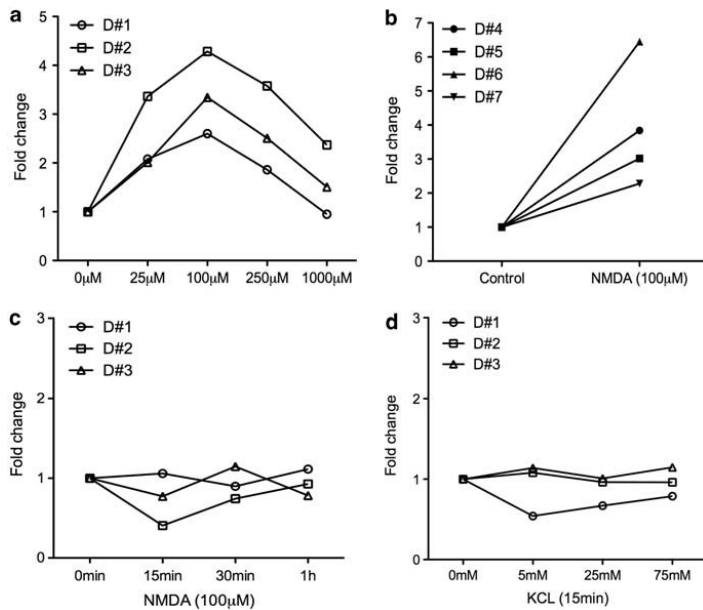 a
D#1
D#2
D#3
Fold change
5
4
3
2
1
0
0μM 25μM 100μM 250μM 1000μM
b
D#4
D#5
D#6
D#7
Fold change
7
6
5
4
3
2
1
0
Control NMDA (100μM)
c
D#1
D#2
D#3
Fold change
3
2
1
0
0min 15min 30min 1h
NMDA (100μM)
d
D#1
D#2
D#3
Fold change
3
2
1
0
0mM 5mM 25mM 75mM
KCL (15min)